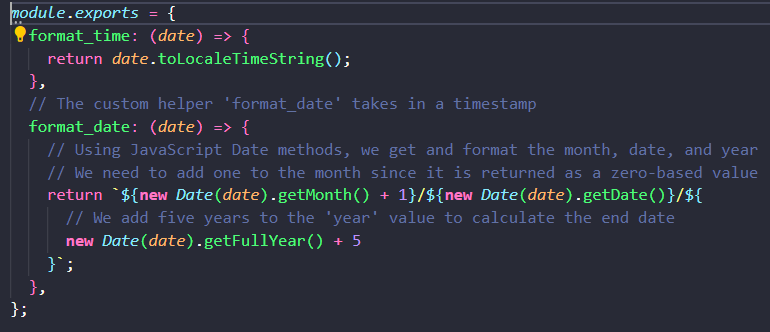 module.exports = {
  format_time: (date) => {
    return date.toLocaleTimeString();
  },
  // The custom helper 'format_date' takes in a timestamp
  format_date: (date) => {
    // Using JavaScript Date methods, we get and format the month, date, and year
    // We need to add one to the month since it is returned as a zero-based value
    return `${new Date(date).getMonth() + 1}/${new Date(date).getDate()}/${
      // We add five years to the 'year' value to calculate the end date
      new Date(date).getFullYear() + 5
    }`;
  },
};